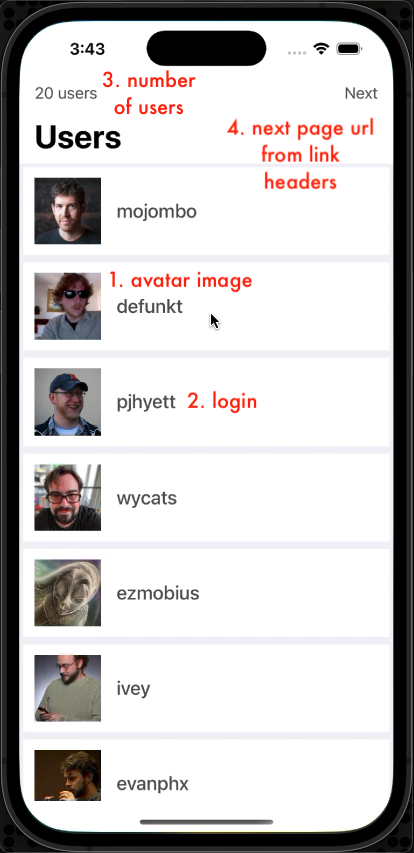 3:43
3. number
of users
20 users
Next
4. next page url
from link
headers
Users
mojombo
1. avatar image
defunkt
pjhyett
2. login
wycats
ezmobius
ivey
evanphx